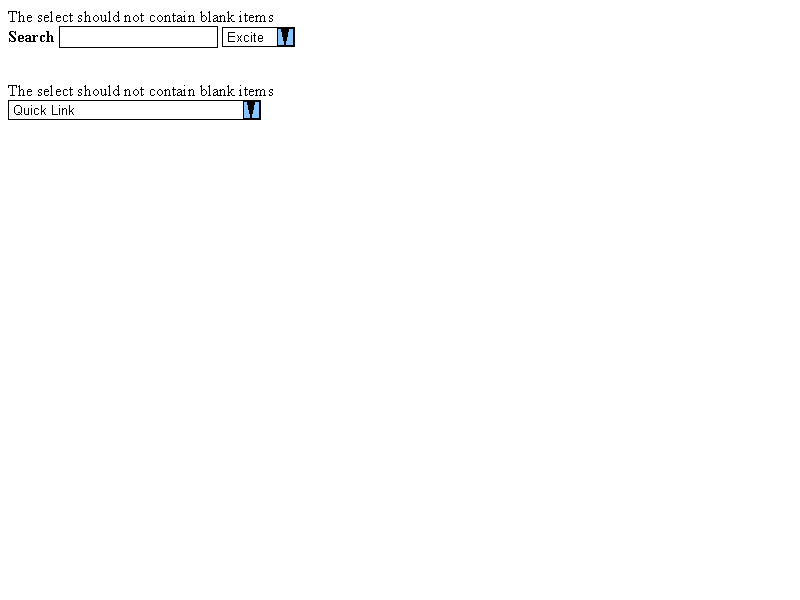 The select should not contain blank items
Search Excite
The select should not contain blank items
Quick Link